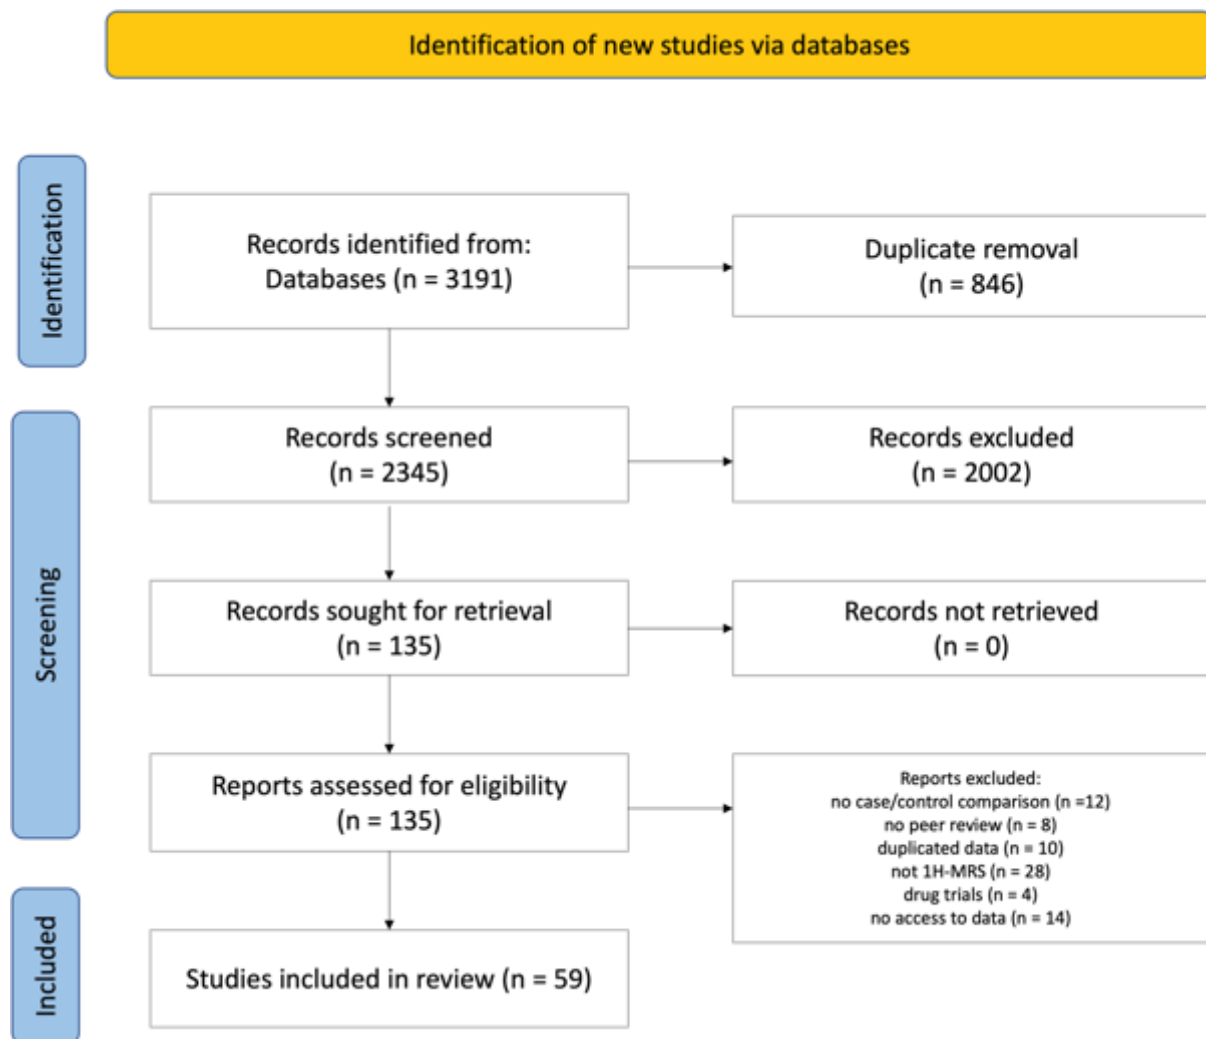 Identification of new studies via databases
Identification
Records identified from:
Databases (n = 3191)
Duplicate removal
(n = 846)
Screening
Records screened
(n = 2345)
Records excluded
(n = 2002)
Records sought for retrieval
(n = 135)
Records not retrieved
(n = 0)
Reports assessed for eligibility
(n = 135)
Reports excluded:
no case/control comparison (n =12)
no peer review (n = 8)
duplicated data (n = 10)
not 1H-MRS (n = 28)
drug trials (n = 4)
no access to data (n = 14)
Included
Studies included in review (n = 59)